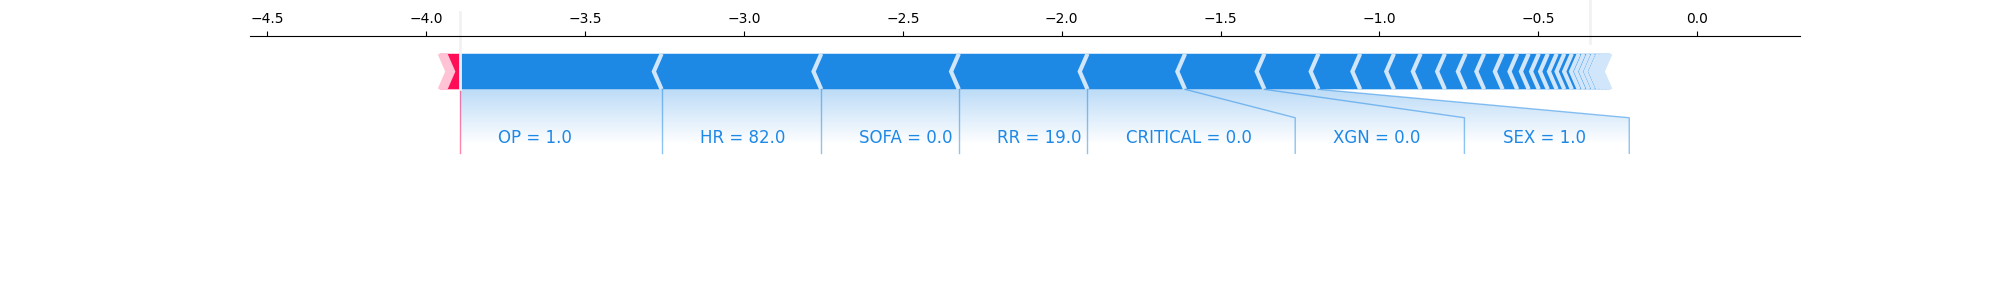 −4.5 −4.0 −3.5 −3.0 −2.5 −2.0 −1.5 −1.0 −0.5 0.0
OP = 1.0 HR = 82.0 SOFA = 0.0 RR = 19.0 CRITICAL = 0.0 XGN = 0.0 SEX = 1.0